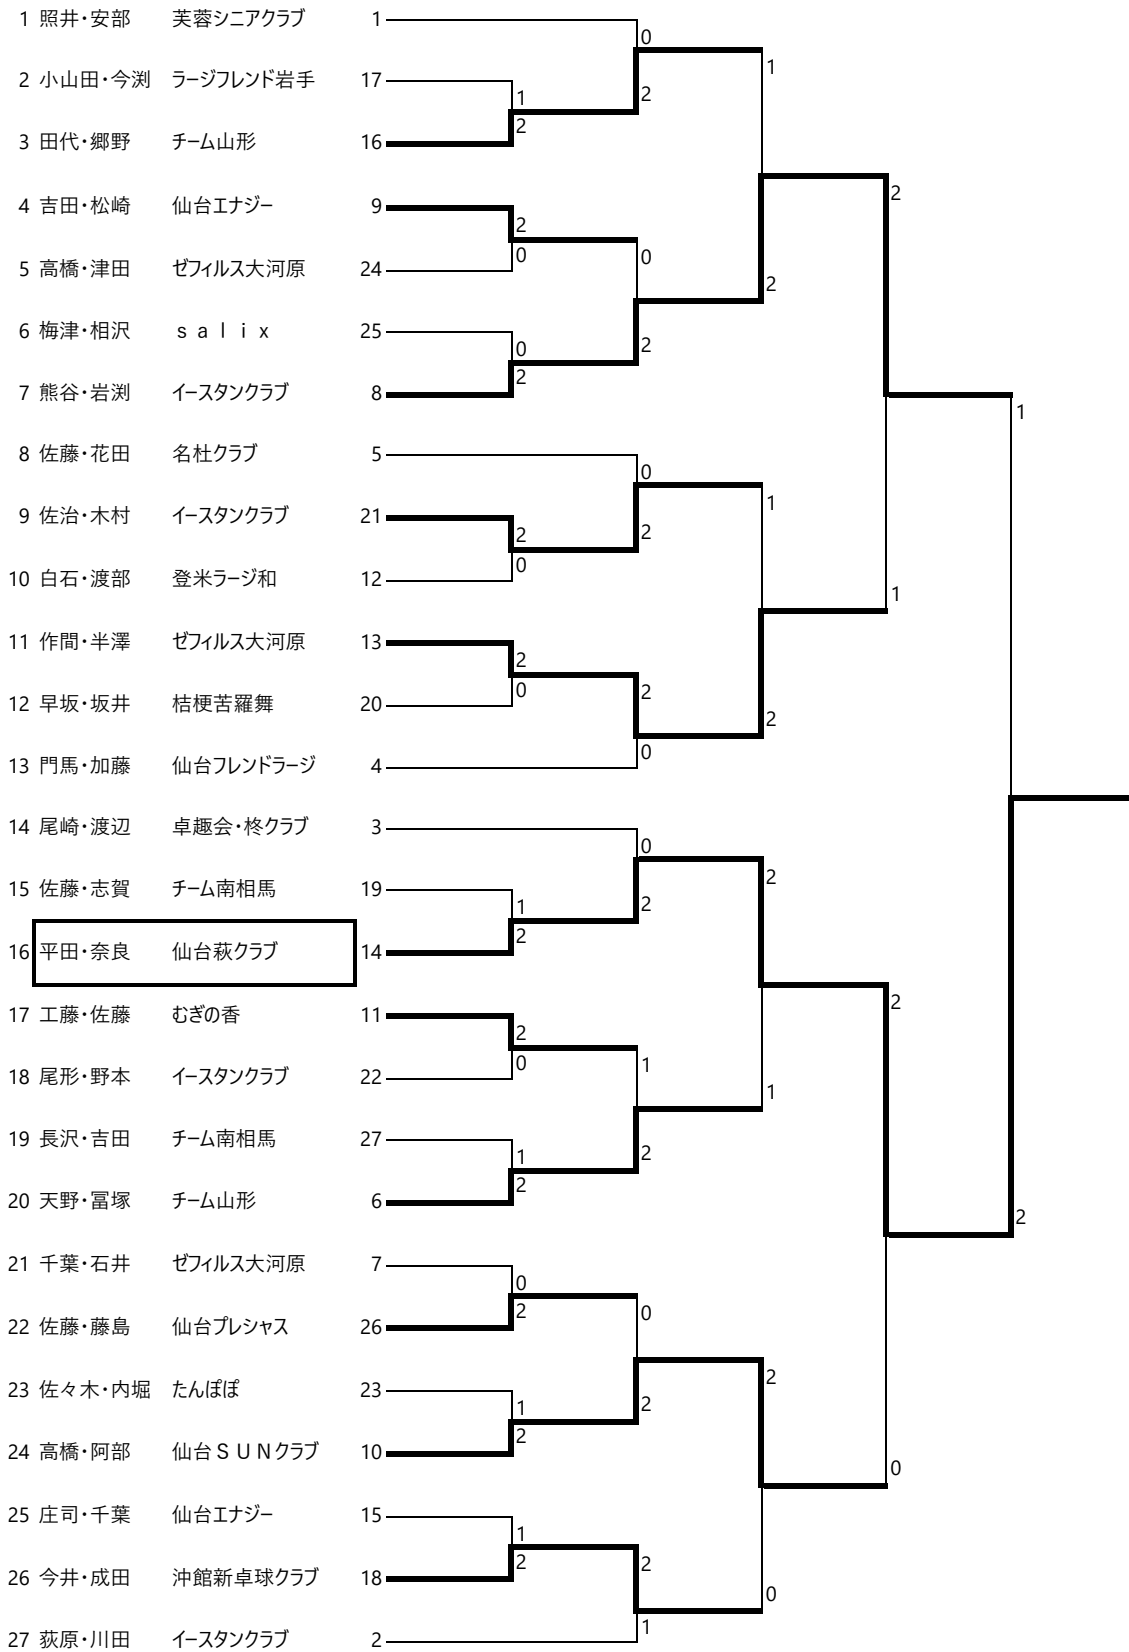 1 照井・安部 芙蓉シニアクラブ 1
0
1
2 小山田・今渕 ラージフレンド岩手 17
1
2
2
3 田代・郷野 チーム山形 16
2
4 吉田・松崎 仙台エナジー 9
2
0
0
5 高橋・津田 ゼフィルス大河原 24
2
6 梅津・相沢 ｓａｌｉｘ 25
0
2
2
7 熊谷・岩渕 イースタンクラブ 8
1
8 佐藤・花田 名杜クラブ 5
0
1
9 佐治・木村 イースタンクラブ 21
2
2
0
10 白石・渡部 登米ラージ和 12
1
11 作間・半澤 ゼフィルス大河原 13
2
0
2
12 早坂・坂井 桔梗苦羅舞 20
2
0
13 門馬・加藤 仙台フレンドラージ 4
14 尾崎・渡辺 卓趣会・柊クラブ 3
0
2
15 佐藤・志賀 チーム南相馬 19
1
2
2
16 平田・奈良 仙台萩クラブ 14
2
17 工藤・佐藤 むぎの香 11
2
0
1
18 尾形・野本 イースタンクラブ 22
1
19 長沢・吉田 チーム南相馬 27
1
2
2
20 天野・冨塚 チーム山形 6
2
21 千葉・石井 ゼフィルス大河原 7
0
2
0
22 佐藤・藤島 仙台プレシャス 26
2
23 佐々木・内堀 たんぽぽ 23
1
2
2
24 高橋・阿部 仙台ＳＵＮクラブ 10
0
25 庄司・千葉 仙台エナジー 15
1
2
2
26 今井・成田 沖館新卓球クラブ 18
0
1
27 荻原・川田 イースタンクラブ 2